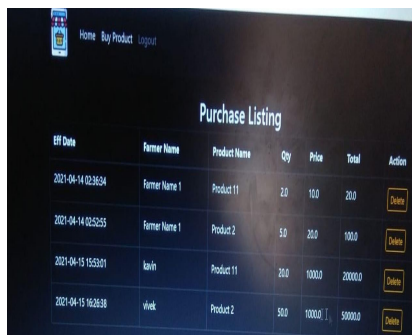 Home Buy Product Logout
Purchase Listing
Eff Date Farmer Name Product Name Qty Price Total Action
2021-04-14 02:36:34 Farmer Name 1 Product 11 2.0 10.0 20.0 Delete
2021-04-14 02:52:55 Farmer Name 1 Product 2 5.0 20.0 100.0 Delete
2021-04-15 15:53:01 kavin Product 11 20.0 1000.0 20000.0 Delete
2021-04-15 16:26:38 vivek Product 2 50.0 1000.0 50000.0 Delete